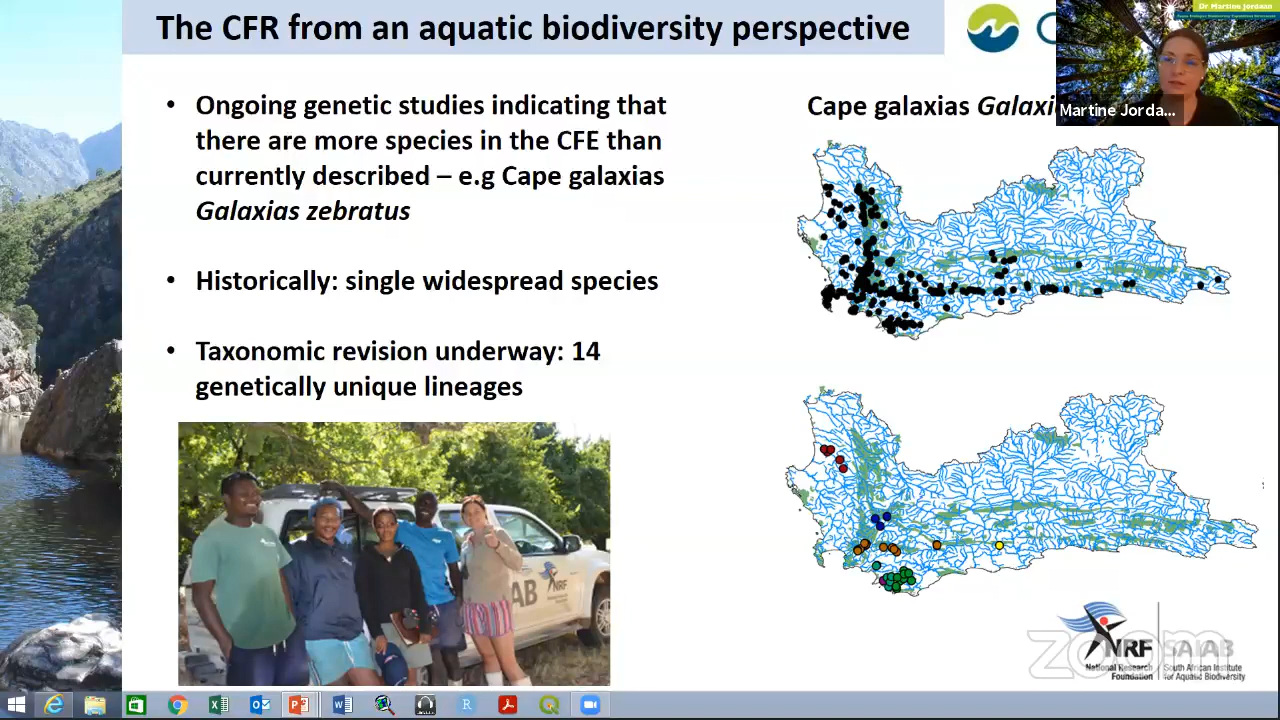 The CFR from an aquatic biodiversity perspective
Dr Martine Jordaan
Martine Jorda...
• Ongoing genetic studies indicating that
there are more species in the CFE than
currently described – e.g Cape galaxias
Galaxias zebratus
• Historically: single widespread species
• Taxonomic revision underway: 14
genetically unique lineages
Cape galaxias
AB
NRF
zoom
NRF
SAIAB
National Research
Foundation
South African Institute
for Aquatic Biodiversity